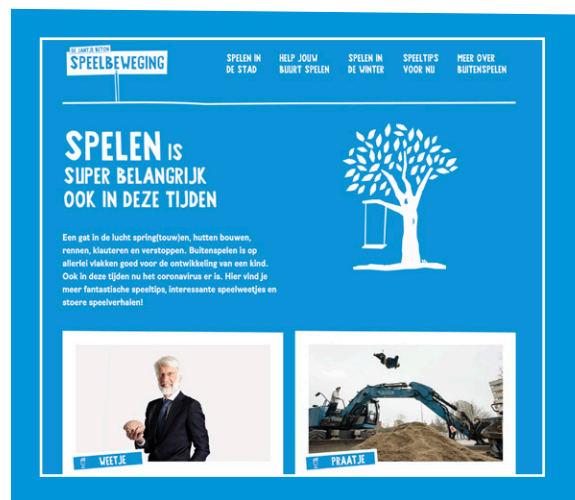 DE JANTJE BETON
SPEELBEWEGING
SPELEN IN
DE STAD
HELP JOUW
BUURT SPELEN
SPELEN IN
DE WINTER
SPEELTIPS
VOOR NU
MEER OVER
BUITENSPELEN
SPELEN IS
SUPER BELANGRIJK
OOK IN DEZE TIJDEN
Een gat in de lucht spring(touw)en, hutten bouwen,
rennen, klauteren en verstoppen. Buitenspelen is op
allerlei vlakken goed voor de ontwikkeling van een kind.
Ook in deze tijden nu het coronavirus er is. Hier vind je
meer fantastische speeltips, interessante speelweetjes en
stoere speelverhalen!
WEETJE
PRAATJE